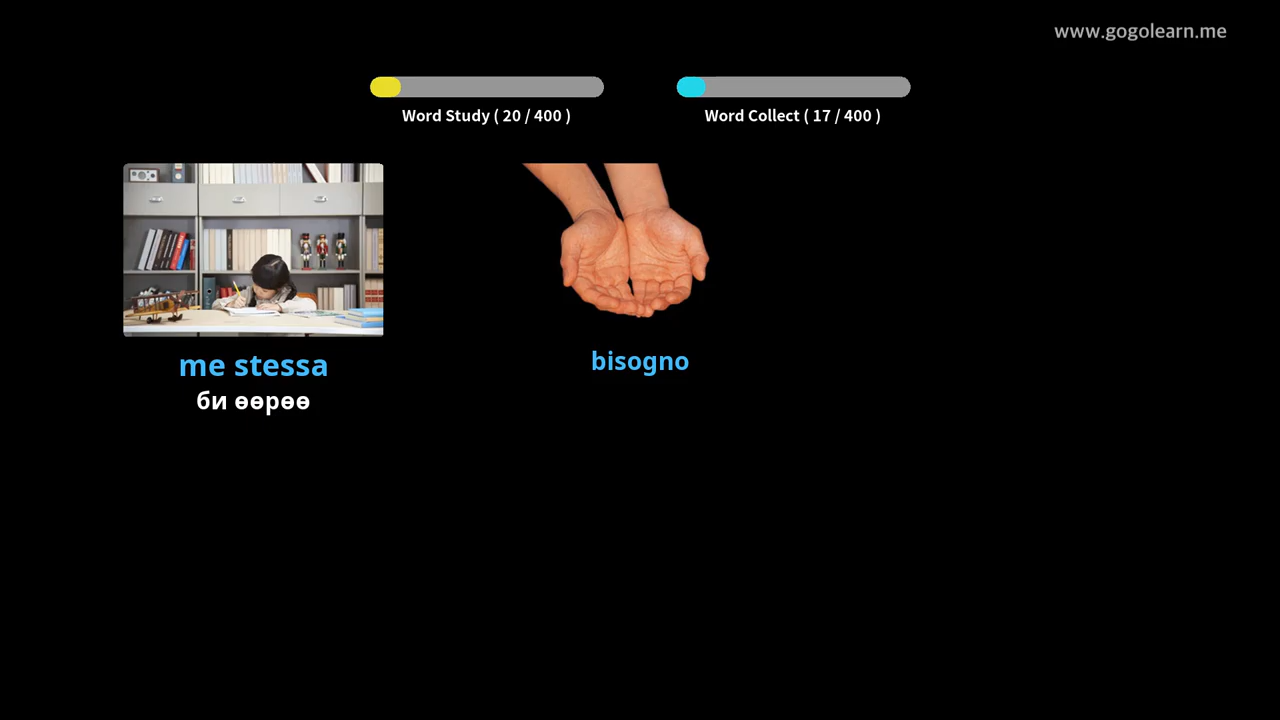 www.gogolearn.me
Word Study ( 20 / 400 )
Word Collect ( 17 / 400 )
me stessa
би өөрөө
bisogno